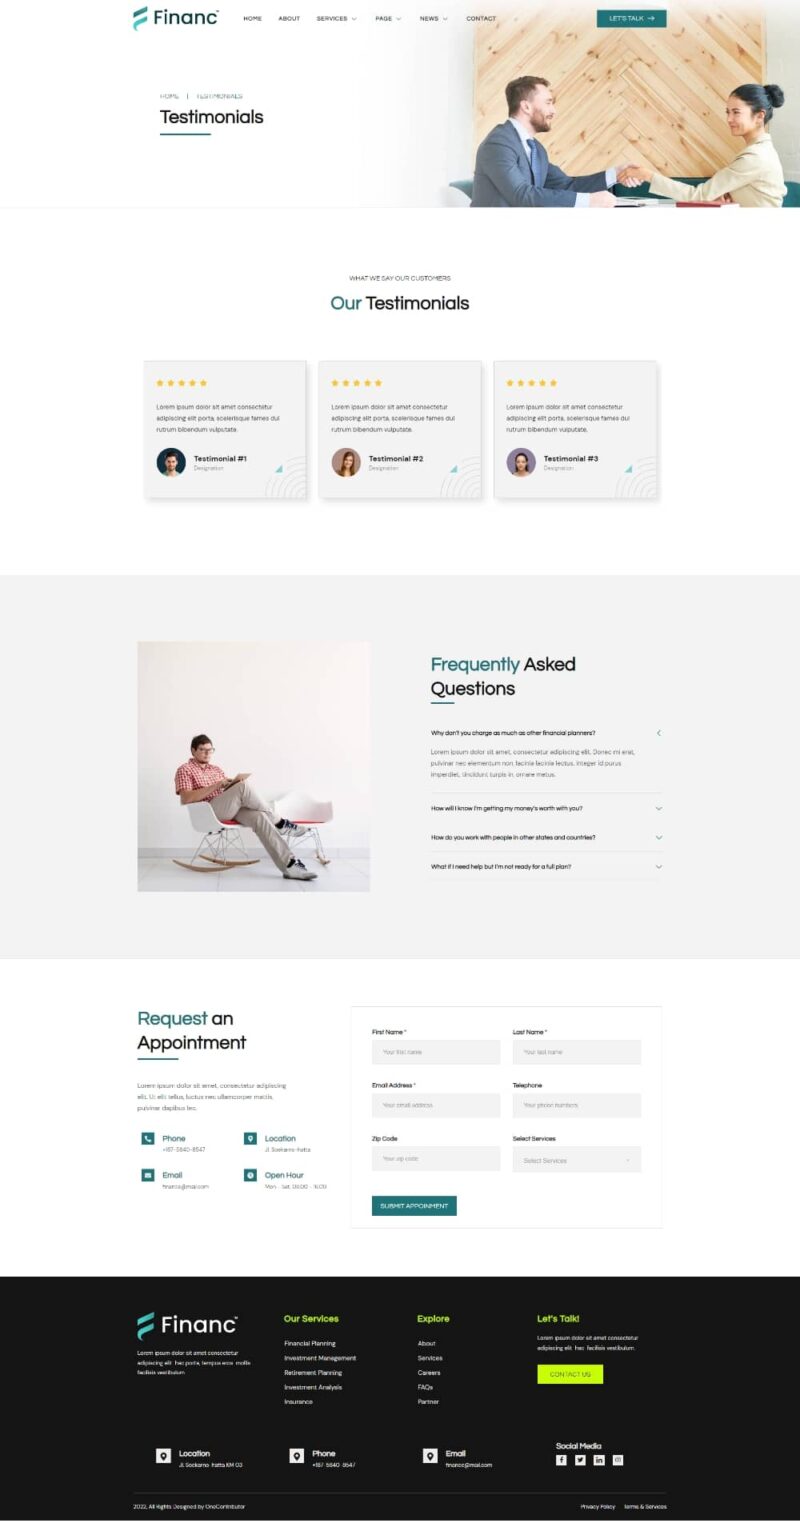 Financ
HOME ABOUT SERVICES PAGE NEWS CONTACT LET'S TALK
HOME | TESTIMONIALS
Testimonials
WHAT WE SAY OUR CUSTOMERS
Our Testimonials
Lorem ipsum dolor sit amet consectetur
adipiscing elit porta, scelerisque fames dui
rutrum bibendum vulputate.
Testimonial #1
Designation
Lorem ipsum dolor sit amet consectetur
adipiscing elit porta, scelerisque fames dui
rutrum bibendum vulputate.
Testimonial #2
Designation
Lorem ipsum dolor sit amet consectetur
adipiscing elit porta, scelerisque fames dui
rutrum bibendum vulputate.
Testimonial #3
Designation
Frequently Asked
Questions
Why don't you charge as much as other financial planners?
Lorem ipsum dolor sit amet, consectetur adipiscing elit. Donec mi erat,
pulvinar nec elementum non, lacinia lacinia lectus. Integer id purus
imperdiet, tincidunt turpis in, ornare metus.
How will I know I'm getting my money's worth with you?
How do you work with people in other states and countries?
What if I need help but I'm not ready for a full plan?
Request an
Appointment
Lorem ipsum dolor sit amet, consectetur adipiscing
elit. Ut elit tellus, luctus nec ullamcorper mattis,
pulvinar dapibus leo.
Phone
+167-5840-8547
Location
Jl. Soekarno-hatta
Email
financ@mail.com
Open Hour
Mon - Sat: 08.00 - 16.00
First Name *
Your first name
Last Name *
Your last name
Email Address *
Your email address
Telephone
Your phion numbers
Zip Code
Your zip code
Select Services
Select Services
SUBMIT APPOINMENT
Financ
Lorem ipsum dolor sit amet consectetur
adipiscing elit hac porta, tempus eros mollis
facilisis vestibulum
Our Services
Financial Planning
Investment Management
Retirement Planning
Investment Analysis
Insurance
Explore
About
Services
Careers
FAQs
Partner
Let's Talk!
Lorem ipsum dolor sit amet consectetur
adipiscing elit hac facilisis vestibulum.
CONTACT US
Location
Jl. Soekarno-hatta KM 03
Phone
+167-5840-8547
Email
financ@mail.com
Social Media
2022, All Rights Designed by OneContributor
Privacy Policy Terms & Services